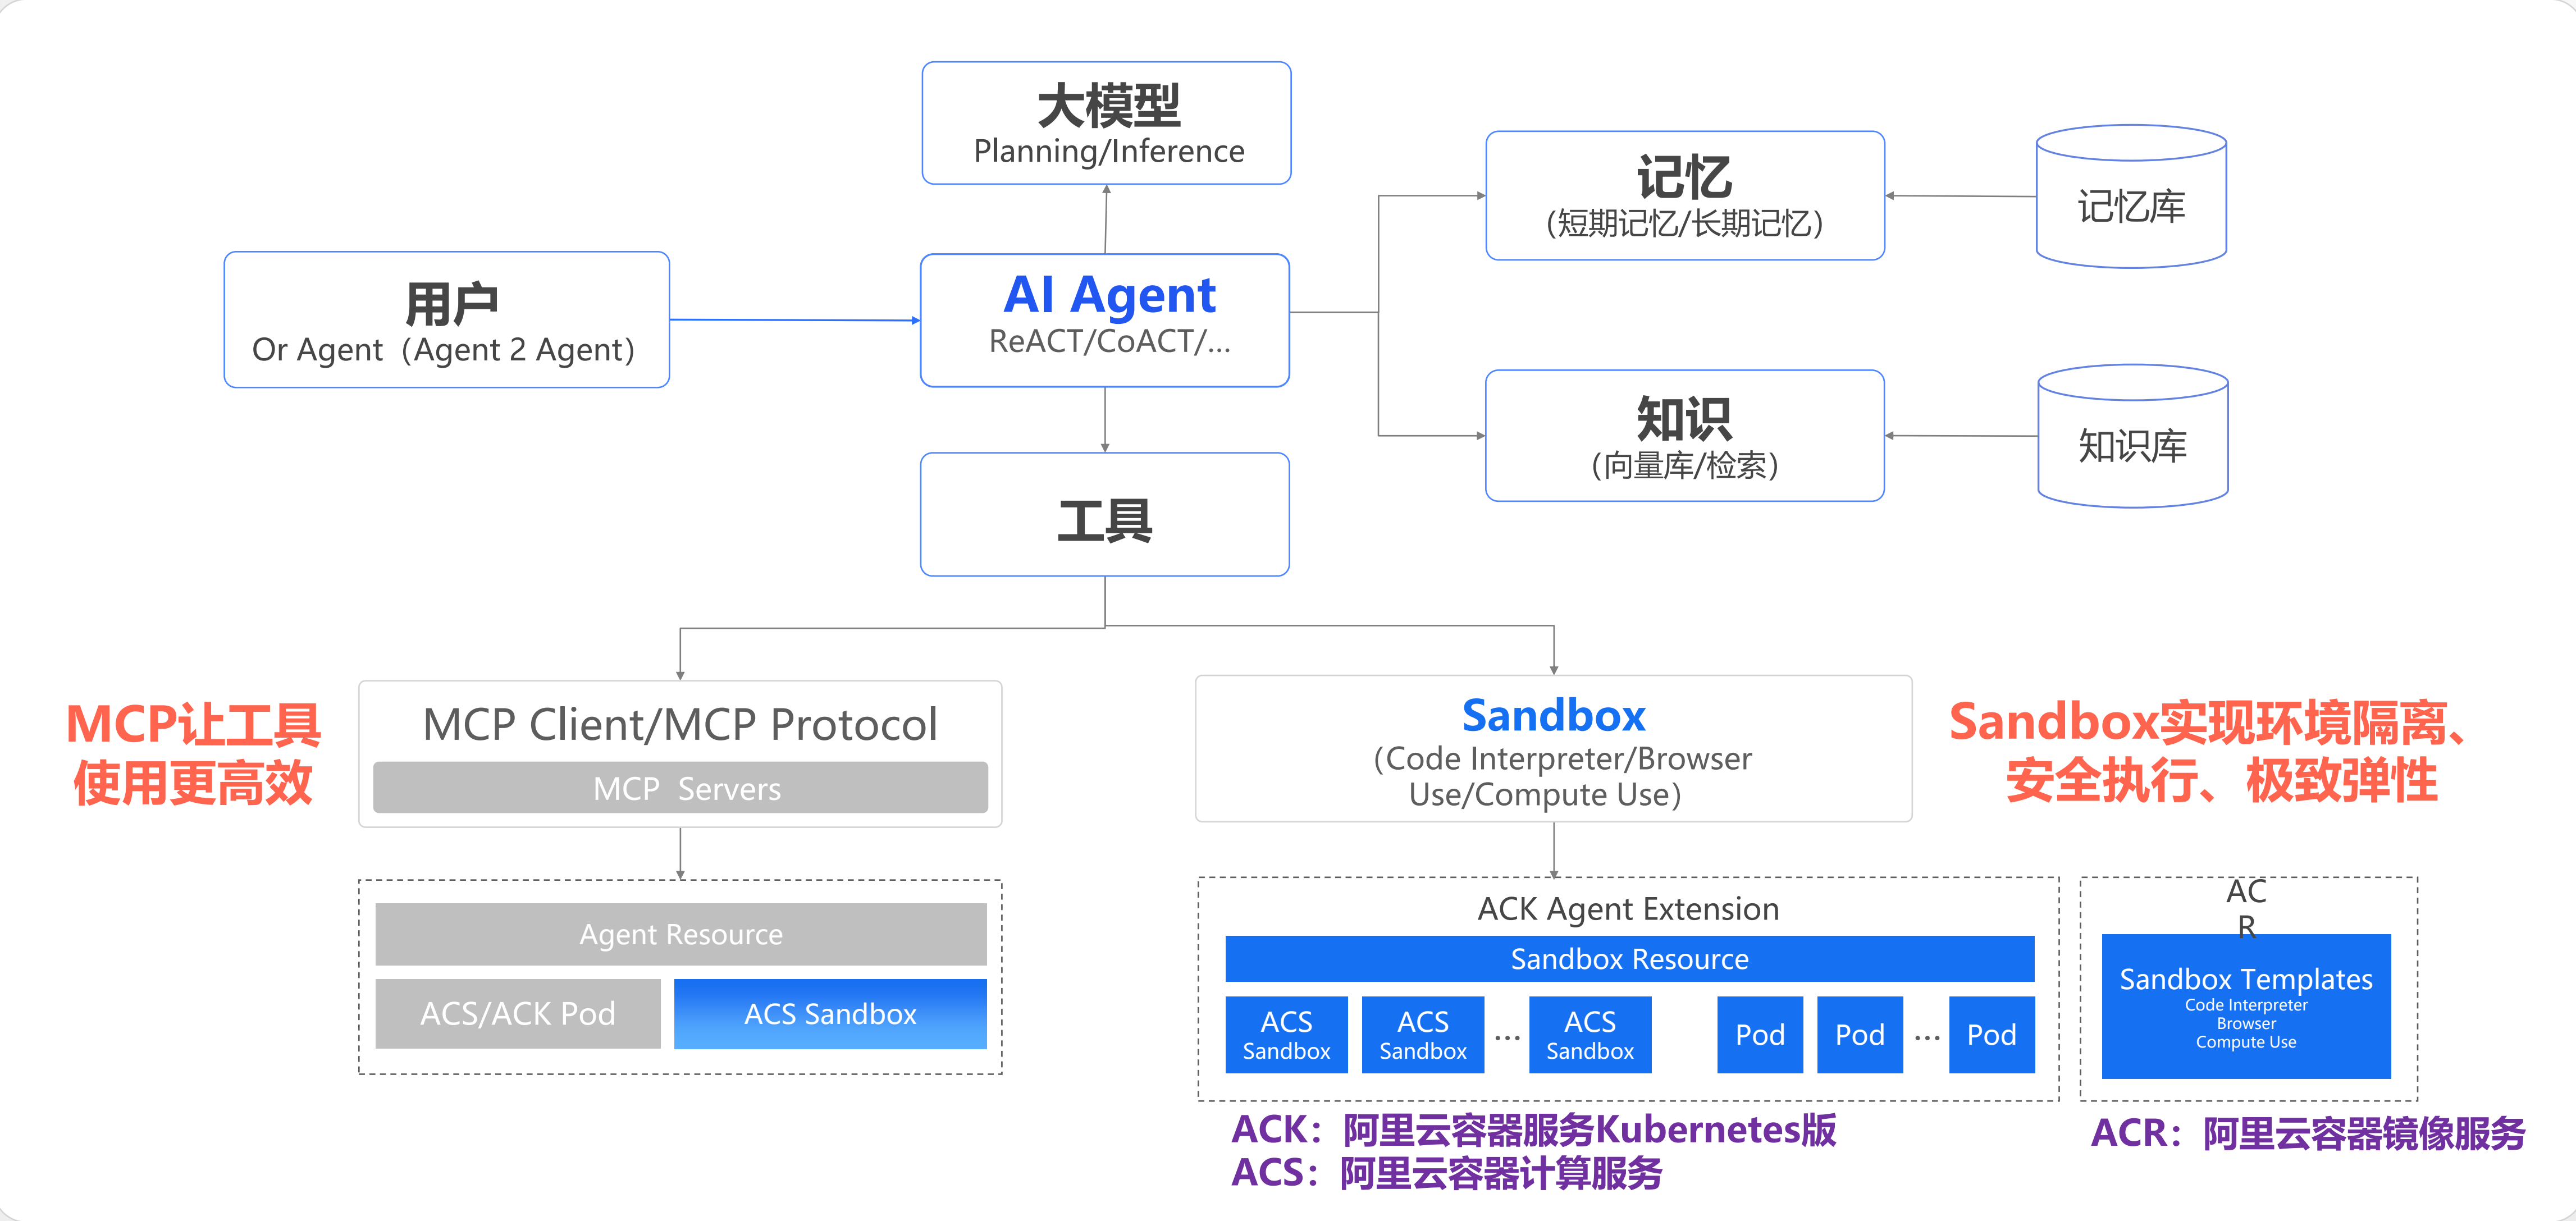 大模型
Planning/Inference
记忆
（短期记忆/长期记忆）
记忆库
用户
Or Agent（Agent 2 Agent）
AI Agent
ReACT/CoACT/...
知识
（向量库/检索）
知识库
工具
MCP让工具
使用更高效
MCP Client/MCP Protocol
MCP Servers
Sandbox
（Code Interpreter/Browser
Use/Compute Use）
Sandbox实现环境隔离、
安全执行、极致弹性
Agent Resource
ACS/ACK Pod
ACS Sandbox
ACK Agent Extension
Sandbox Resource
ACS
Sandbox
ACS
Sandbox
...
ACS
Sandbox
Pod
Pod
...
Pod
AC
R
Sandbox Templates
Code Interpreter
Browser
Compute Use
ACK：阿里云容器服务Kubernetes版
ACS：阿里云容器计算服务
ACR：阿里云容器镜像服务